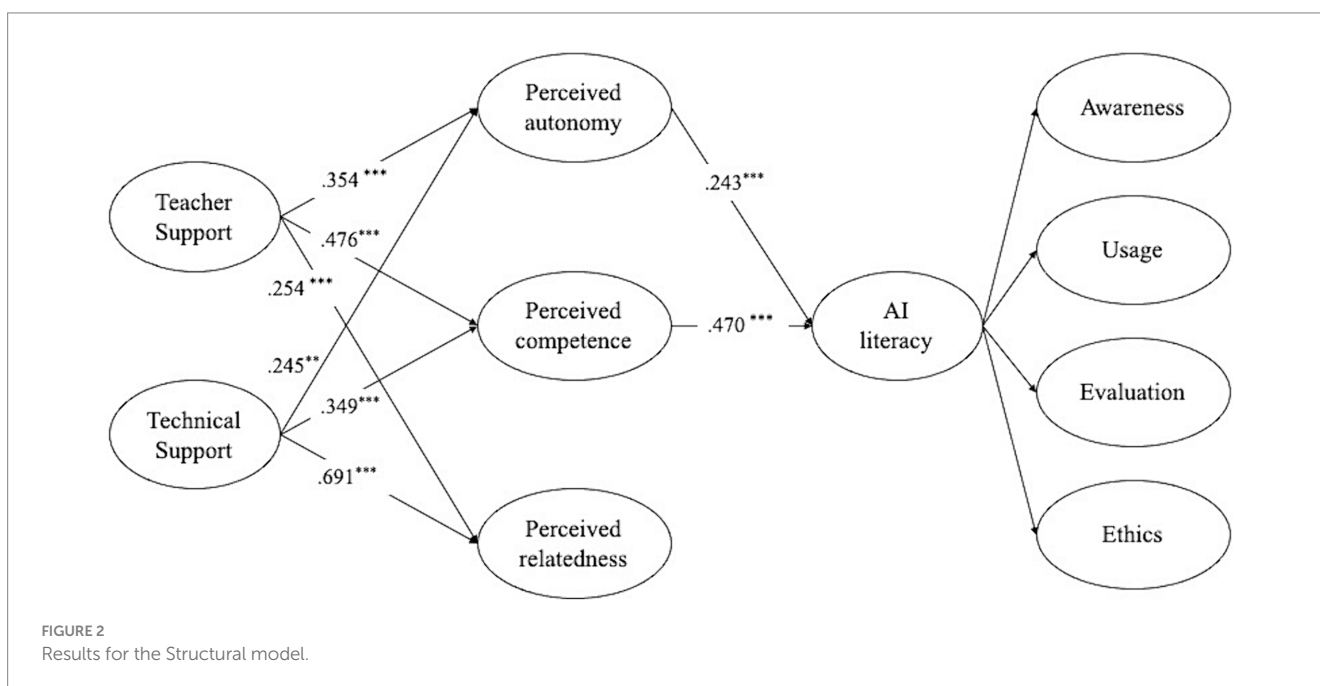 Perceived
autonomy
Awareness
.354 ***
.243***
Teacher
Support
.476***
Usage
.254 ***
Perceived
competence
.470 ***
AI
literacy
.245**
.349***
Evaluation
Technical
Support
.691***
Perceived
relatedness
Ethics
FIGURE 2
Results for the Structural model.